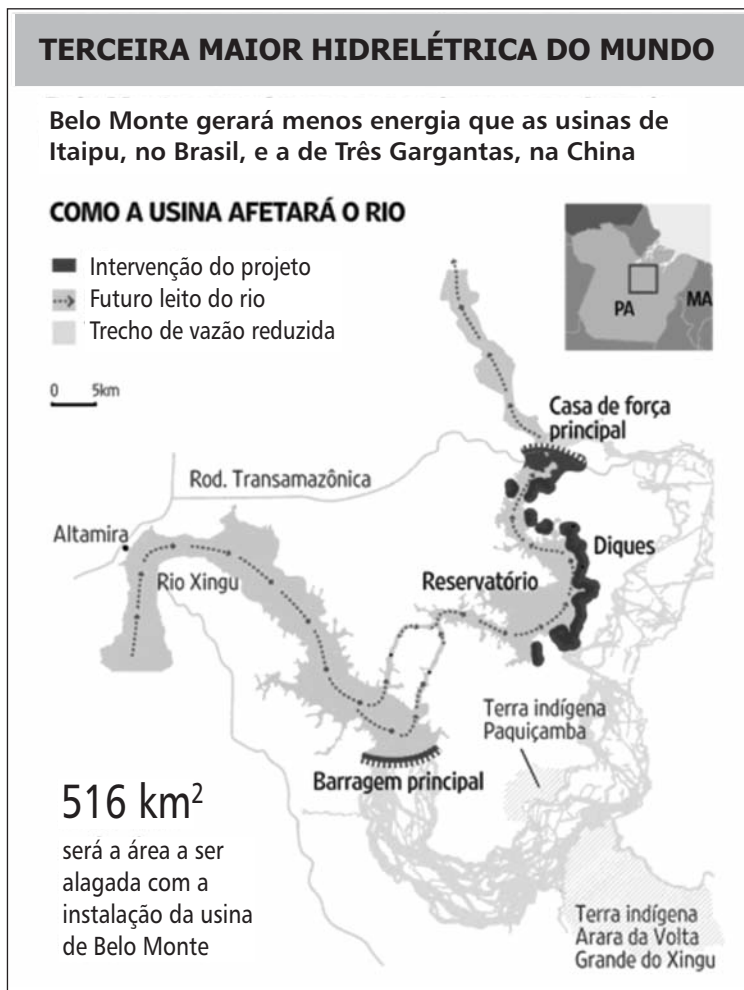 TERCEIRA MAIOR HIDRELÉTRICA DO MUNDO
Belo Monte gerará menos energia que as usinas de
Itaipu, no Brasil, e a de Três Gargantas, na China
COMO A USINA AFETARÁ O RIO
Intervenção do projeto
Futuro leito do rio
Trecho de vazão reduzida
0 5km
PA
MA
Casa de força
principal
Rod. Transamazônica
Altamira
Rio Xingu
Diques
Reservatório
Terra indígena
Paquiçamba
Barragem principal
516 km²
será a área a ser
alagada com a
instalação da usina
de Belo Monte
Terra indígena
Arara da Volta
Grande do Xingu